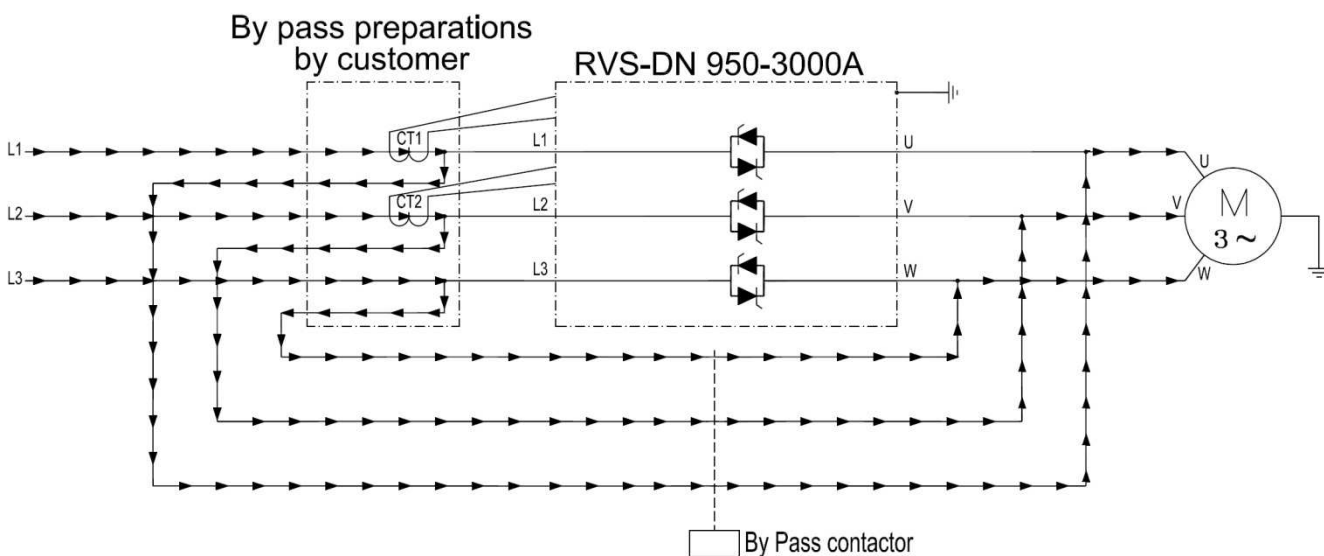 By pass preparations
by customer
RVS-DN 950-3000A
L1
CT1
L1
U
U
L2
CT2
L2
V
V
M
3 ~
L3
L3
W
W
By Pass contactor